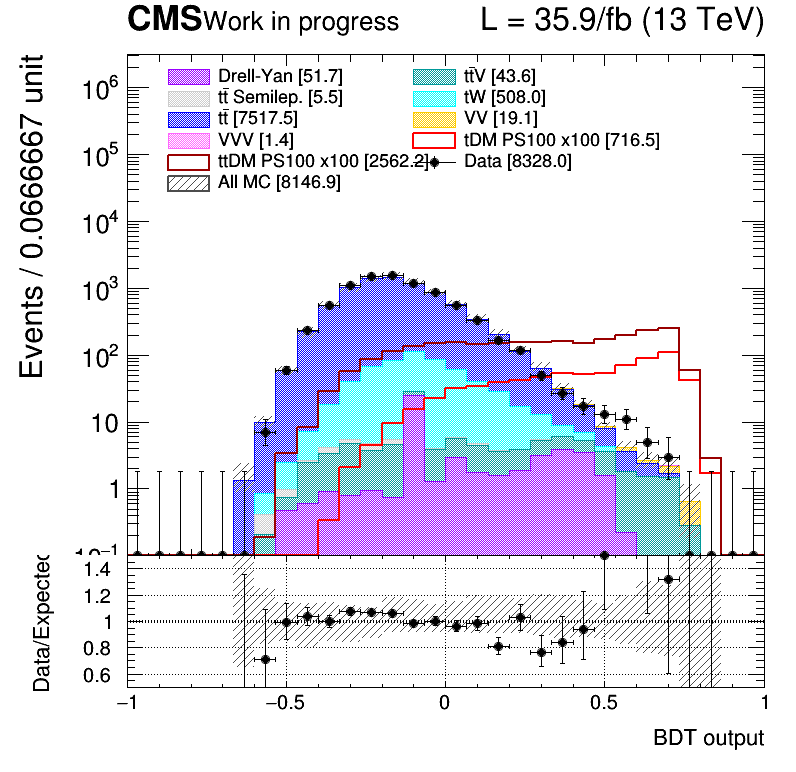 CMS Work in progress L = 35.9/fb (13 TeV)
Events / 0.0666667 unit
Drell-Yan [51.7] tt̄V [43.6]
tt̄ Semilep. [5.5] tW [508.0]
tt̄ [7517.5] VV [19.1]
VVV [1.4] tDM PS100 x100 [716.5]
ttDM PS100 x100 [2562.2] Data [8328.0]
All MC [8146.9]
10⁶
10⁵
10⁴
10³
10²
10
1
10⁻¹
Data/Expected
1.4
1.2
1
0.8
0.6
−1 −0.5 0 0.5 1
BDT output